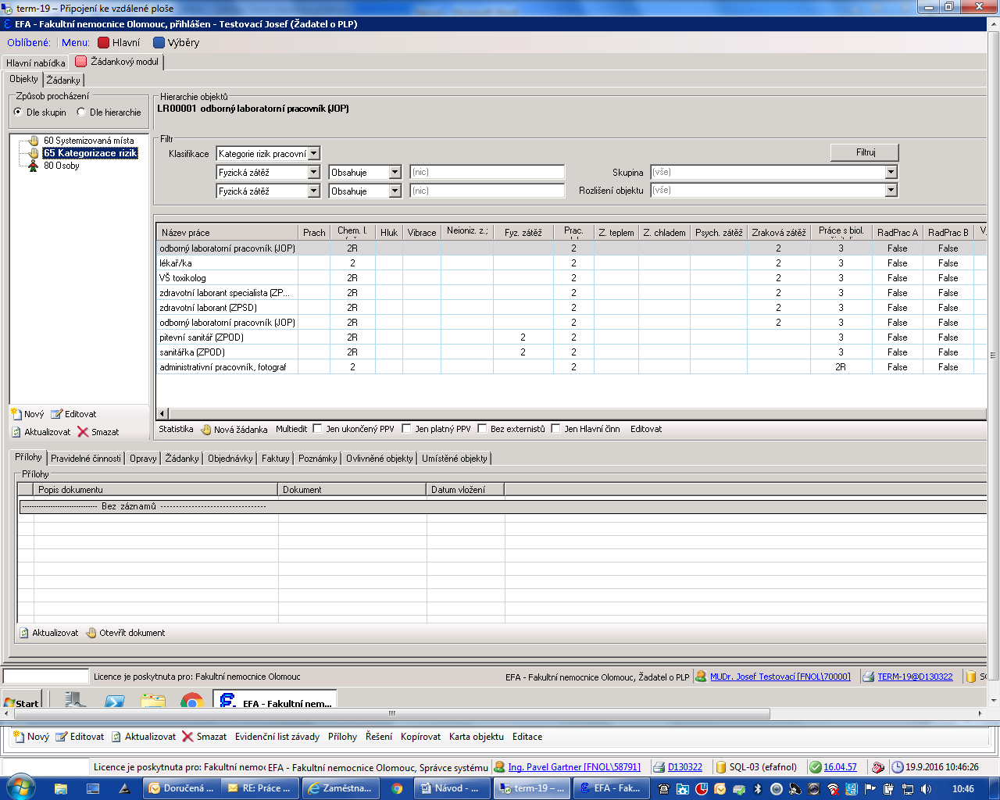 term-19 – Připojení ke vzdálené ploše
EFA - Fakultní nemocnice Olomouc, přihlášen - Testovací Josef (Žadatel o PLP)
Oblíbené: Menu: Hlavní Výběry
Hlavní nabídka Žádankový modul
Objekty Žádanky
Způsob procházení
Dle skupin Dle hierarchie
60 Systemizovaná místa
65 Kategorizace rizik
80 Osoby
Nový Editovat
Aktualizovat Smazat
Hierarchie objektů
LR00001 odborný laboratorní pracovník (JOP)
Filtr
Klasifikace Kategorie rizik pracovní Filtruj
Fyzická zátěž Obsahuje (nic) Skupina (vše)
Fyzická zátěž Obsahuje (nic) Rozlišení objektu (vše)
Název práce Prach Chem. l. Hluk Vibrace Neioniz. z.; Fyz. zátěž Prac. Z. teplem Z. chladem Psych. zátěž Zraková zátěž Práce s biol. RadPrac A RadPrac B
odborný laboratorní pracovník (JOP) 2R 2 2 3 False False
lékař/ka 2 2 2 3 False False
VŠ toxikolog 2R 2 2 3 False False
zdravotní laborant specialista (ZP... 2R 2 2 3 False False
zdravotní laborant (ZPSD) 2R 2 2 3 False False
odborný laboratorní pracovník (JOP) 2R 2 2 3 False False
pitevní sanitář (ZPOD) 2R 2 2 3 False False
sanitářka (ZPOD) 2R 2 2 3 False False
administrativní pracovník, fotograf 2 2 2R False False
Statistika Nová žádanka Multiedit Jen ukončený PPV Jen platný PPV Bez externistů Jen Hlavní činn Editovat
Přílohy Pravidelné činnosti Opravy Žádanky Objednávky Faktury Poznámky Ovlivněné objekty Umístěné objekty
Přílohy
Popis dokumentu Dokument Datum vložení
-------------------------------- Bez záznamů ----------------------------------
Aktualizovat Otevřít dokument
Licence je poskytnuta pro: Fakultní nemocnice Olomouc EFA - Fakultní nemocnice Olomouc, Žadatel o PLP MUDr. Josef Testovací [FNOL\70000] TERM-19@D130322
Start EFA - Fakultní nem...
Nový Editovat Aktualizovat Smazat Evidenční list závady Přílohy Řešení Kopírovat Karta objektu Editace
Licence je poskytnuta pro: Fakultní nemoc EFA - Fakultní nemocnice Olomouc, Správce systému Ing. Pavel Gartner [FNOL\58791] D130322 SQL-03 (efafnol) 16.04.57 19.9.2016 10:46:26
Doručená ... RE: Práce ... Zaměstna... Návod - ... term-19 – ... EFA - Fak... 10:46